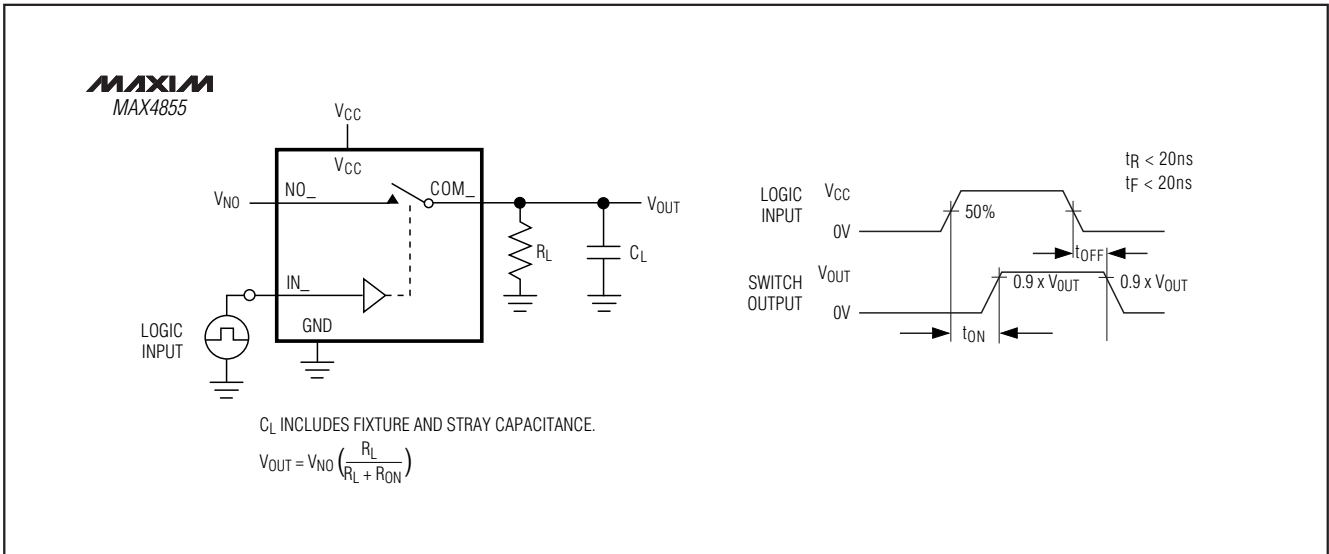 MAXIM
MAX4855
VCC
VCC
VNO
NO_
COM_
VOUT
RL
CL
IN_
LOGIC
INPUT
GND
CL INCLUDES FIXTURE AND STRAY CAPACITANCE.
VOUT = VNO (RL / RL + RON)
tR < 20ns
tF < 20ns
LOGIC
INPUT
VCC
50%
0V
tOFF
SWITCH
OUTPUT
VOUT
0.9 x VOUT
0.9 x VOUT
0V
tON